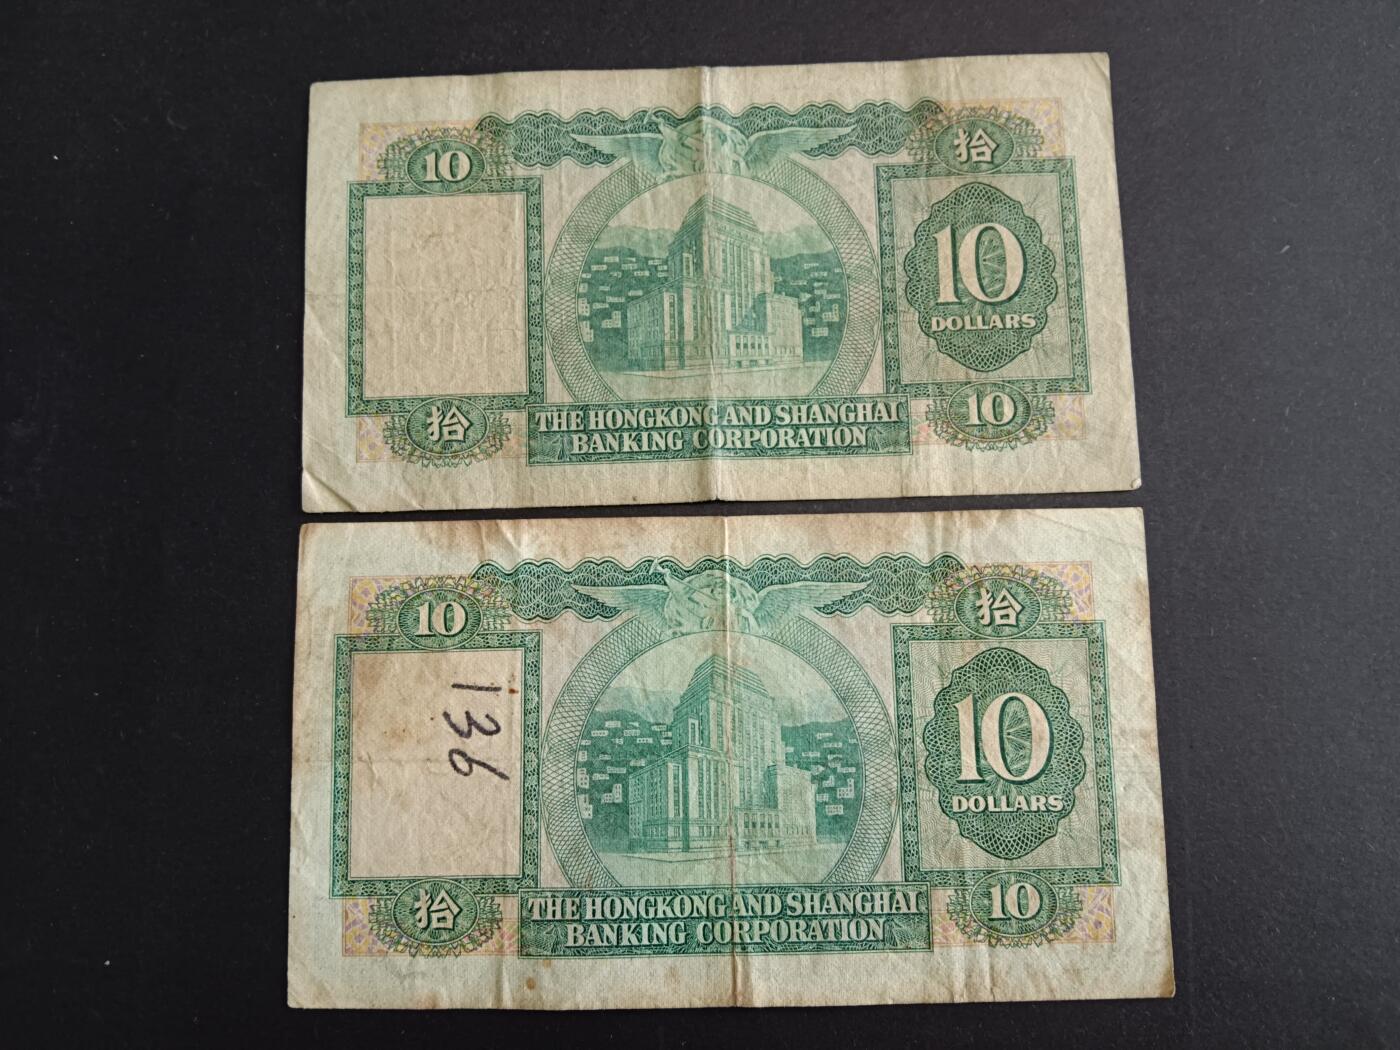 10
拾
10
DOLLARS
拾
10
THE HONGKONG AND SHANGHAI
BANKING CORPORATION
10
拾
136
10
DOLLARS
拾
10
THE HONGKONG AND SHANGHAI
BANKING CORPORATION